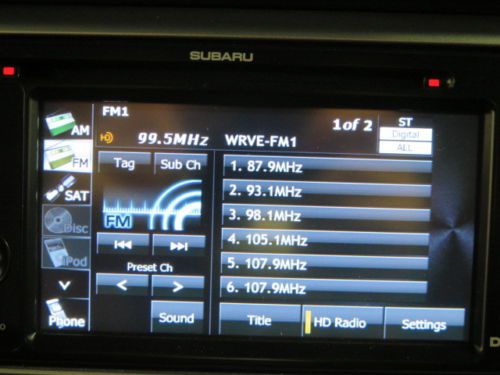 SUBARU
FM1
AM
FM
SAT
Disc
iPod
Phone
99.5MHz
WRVE-FM1
1 of 2
ST
Digital
ALL
Tag
Sub Ch
FM
Preset Ch
Sound
1. 87.9MHz
2. 93.1MHz
3. 98.1MHz
4. 105.1MHz
5. 107.9MHz
6. 107.9MHz
Title
HD Radio
Settings